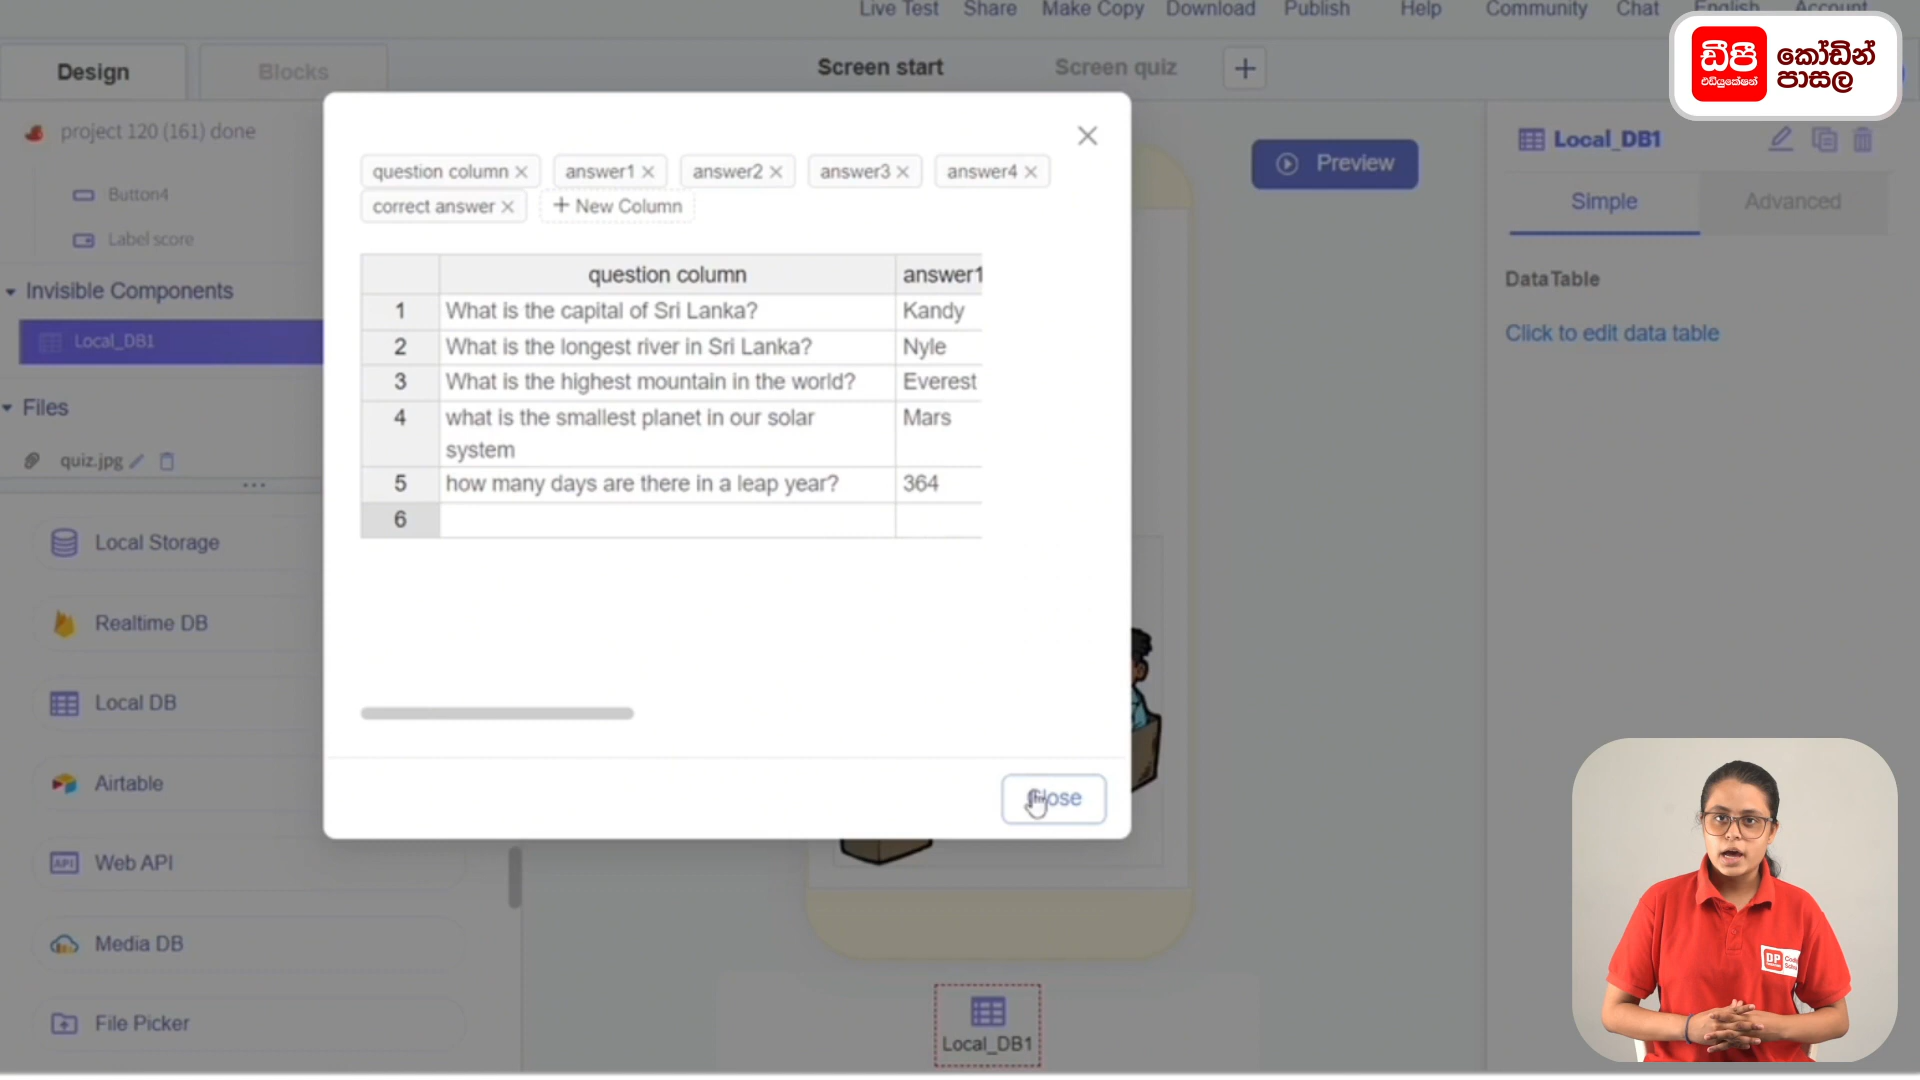 Live Test Share Make Copy Download Publish Help Community Chat English Account
Design Blocks Screen start Screen quiz +
ඩීපී
එඩියුකේෂන්
කෝඩින්
පාසල
project 120 (161) done
Button4
Label score
Invisible Components
Local_DB1
Files
quiz.jpg
Local Storage
Realtime DB
Local DB
Airtable
Web API
Media DB
File Picker
question column answer1 answer2 answer3 answer4
correct answer + New Column
question column answer1
1 What is the capital of Sri Lanka? Kandy
2 What is the longest river in Sri Lanka? Nyle
3 What is the highest mountain in the world? Everest
4 what is the smallest planet in our solar Mars
system
5 how many days are there in a leap year? 364
6
Close
Local_DB1
Preview
Local_DB1
Simple Advanced
DataTable
Click to edit data table
DP